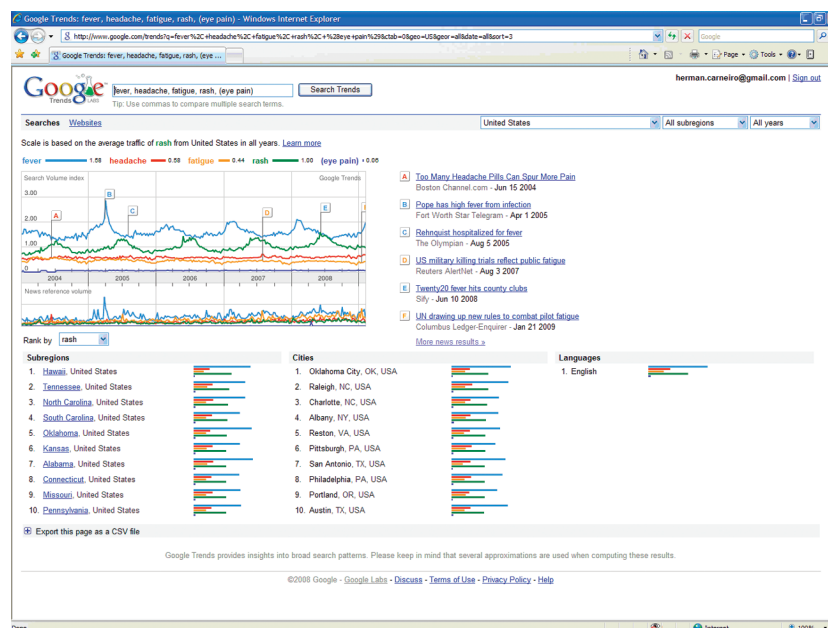 Google Trends: fever, headache, fatigue, rash, (eye pain) - Windows Internet Explorer
http://www.google.com/trends?q=fever%2C+headache%2C+fatigue%2C+rash%2C+%28eye+pain%29&ctab=0&geo=US&geor=all&date=all&sort=3
Google
Google Trends: fever, headache, fatigue, rash, (eye ...
Page Tools
herman.carneiro@gmail.com | Sign out
Google Trends LABS
fever, headache, fatigue, rash, (eye pain) Search Trends
Tip: Use commas to compare multiple search terms.
Searches Websites United States All subregions All years
Scale is based on the average traffic of rash from United States in all years. Learn more
fever 1.58 headache 0.58 fatigue 0.44 rash 1.00 (eye pain) 0.06
Search Volume index Google Trends
3.00
2.00
1.00
0
A B C D E F
2004 2005 2006 2007 2008
News reference volume
A Too Many Headache Pills Can Spur More Pain
Boston Channel.com - Jun 15 2004
B Pope has high fever from infection
Fort Worth Star Telegram - Apr 1 2005
C Rehnquist hospitalized for fever
The Olympian - Aug 5 2005
D US military killing trials reflect public fatigue
Reuters AlertNet - Aug 3 2007
E Twenty20 fever hits county clubs
Sify - Jun 10 2008
F UN drawing up new rules to combat pilot fatigue
Columbus Ledger-Enquirer - Jan 21 2009
More news results »
Rank by rash
Subregions
1. Hawaii, United States
2. Tennessee, United States
3. North Carolina, United States
4. South Carolina, United States
5. Oklahoma, United States
6. Kansas, United States
7. Alabama, United States
8. Connecticut, United States
9. Missouri, United States
10. Pennsylvania, United States
Cities
1. Oklahoma City, OK, USA
2. Raleigh, NC, USA
3. Charlotte, NC, USA
4. Albany, NY, USA
5. Reston, VA, USA
6. Pittsburgh, PA, USA
7. San Antonio, TX, USA
8. Philadelphia, PA, USA
9. Portland, OR, USA
10. Austin, TX, USA
Languages
1. English
Export this page as a CSV file
Google Trends provides insights into broad search patterns. Please keep in mind that several approximations are used when computing these results.
©2008 Google - Google Labs - Discuss - Terms of Use - Privacy Policy - Help